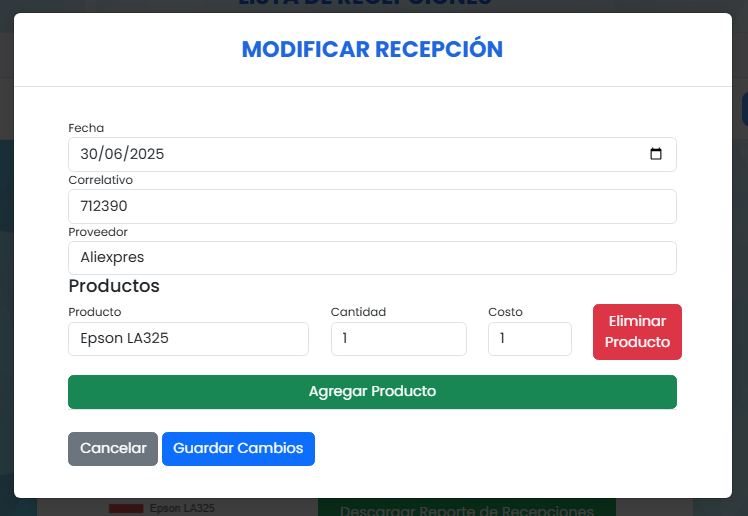 LISTA DE RECEPCIONES
MODIFICAR RECEPCIÓN
Fecha
30/06/2025
Correlativo
712390
Proveedor
Aliexpres
Productos
Producto
Cantidad
Costo
Epson LA325
1
1
Eliminar
Producto
Agregar Producto
Cancelar
Guardar Cambios
Epson LA325
Descargar Reporte de Recepciones